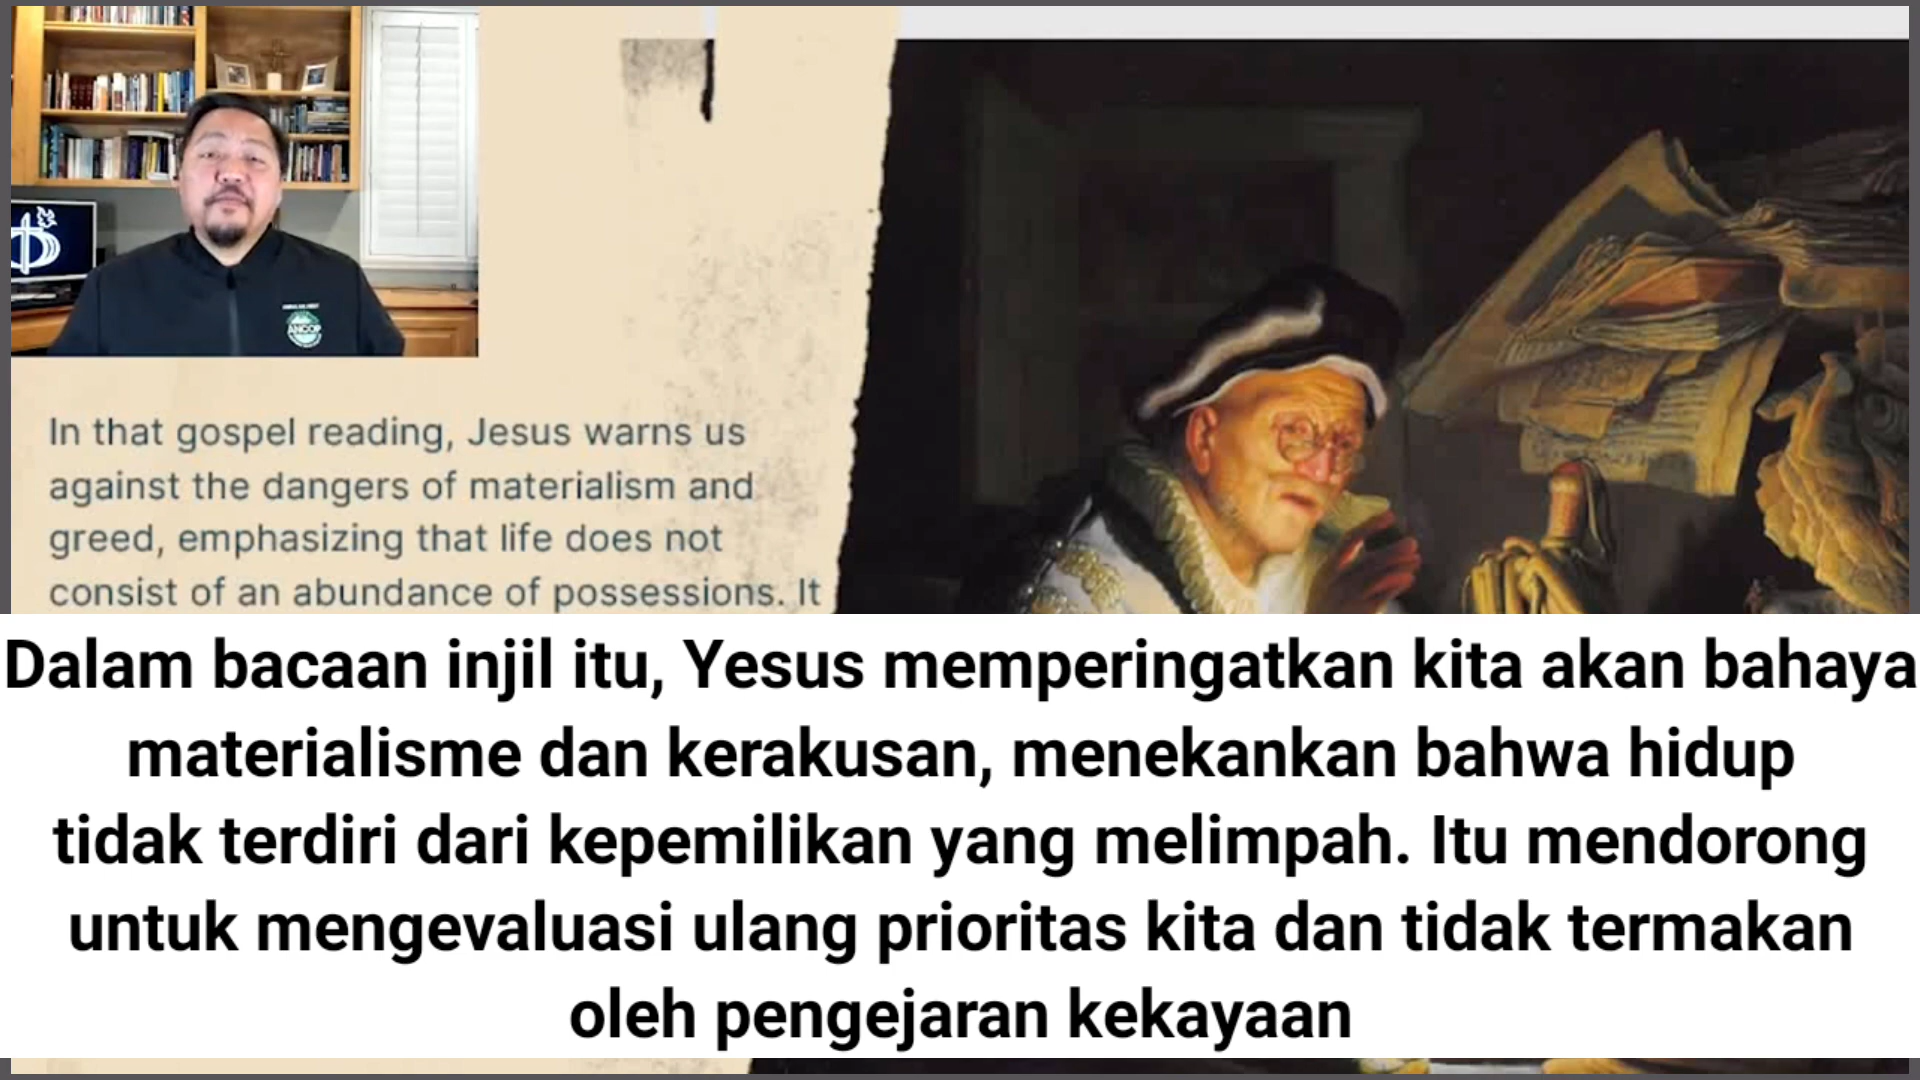 ANCOP
In that gospel reading, Jesus warns us
against the dangers of materialism and
greed, emphasizing that life does not
consist of an abundance of possessions. It
Dalam bacaan injil itu, Yesus memperingatkan kita akan bahaya
materialisme dan kerakusan, menekankan bahwa hidup
tidak terdiri dari kepemilikan yang melimpah. Itu mendorong
untuk mengevaluasi ulang prioritas kita dan tidak termakan
oleh pengejaran kekayaan